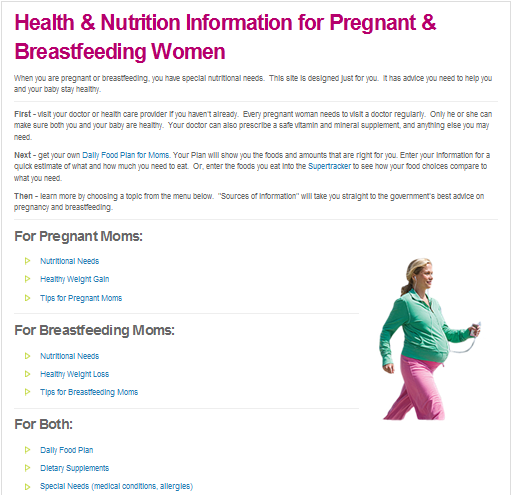 Health & Nutrition Information for Pregnant &
Breastfeeding Women
When you are pregnant or breastfeeding, you have special nutritional needs. This site is designed just for you. It has advice you need to help you
and your baby stay healthy.
First - visit your doctor or health care provider if you haven't already. Every pregnant woman needs to visit a doctor regularly. Only he or she can
make sure both you and your baby are healthy. Your doctor can also prescribe a safe vitamin and mineral supplement, and anything else you may
need.
Next - get your own Daily Food Plan for Moms. Your Plan will show you the foods and amounts that are right for you. Enter your information for a
quick estimate of what and how much you need to eat. Or, enter the foods you eat into the Supertracker to see how your food choices compare to
what you need.
Then - learn more by choosing a topic from the menu below. "Sources of Information" will take you straight to the government's best advice on
pregnancy and breastfeeding.
For Pregnant Moms:
Nutritional Needs
Healthy Weight Gain
Tips for Pregnant Moms
For Breastfeeding Moms:
Nutritional Needs
Healthy Weight Loss
Tips for Breastfeeding Moms
For Both:
Daily Food Plan
Dietary Supplements
Special Needs (medical conditions, allergies)